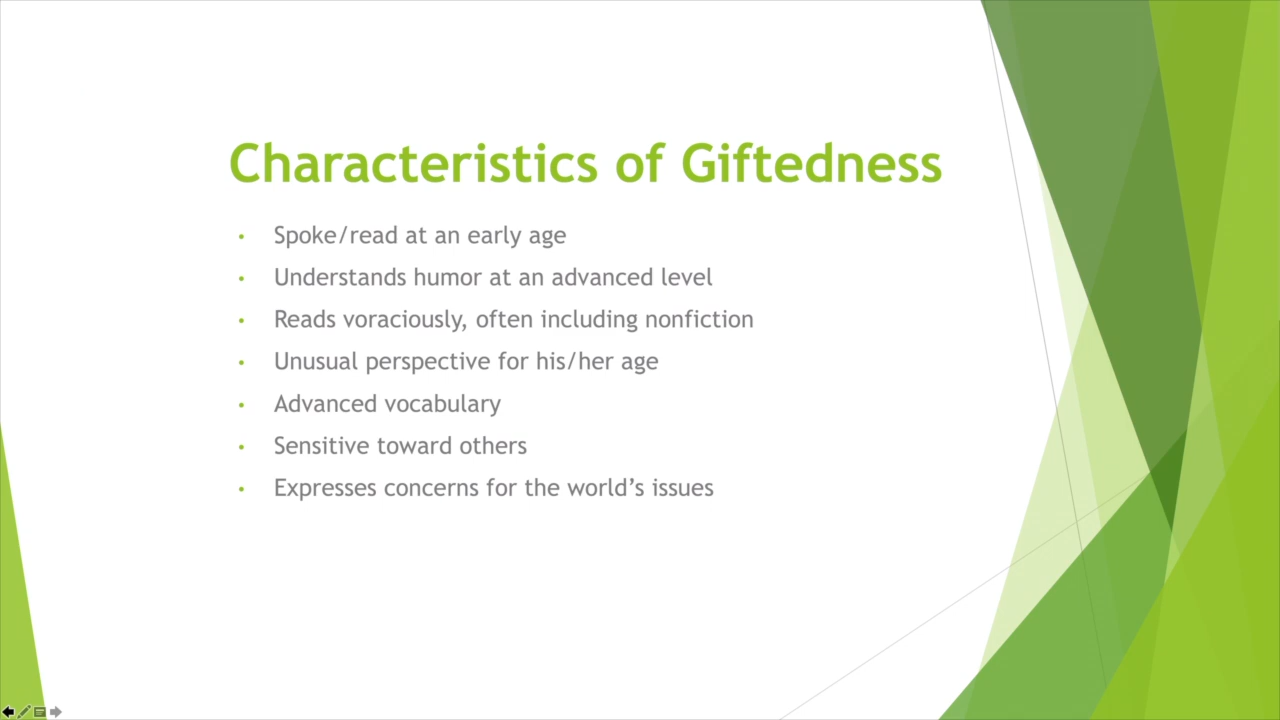 Characteristics of Giftedness
• Spoke/read at an early age
• Understands humor at an advanced level
• Reads voraciously, often including nonfiction
• Unusual perspective for his/her age
• Advanced vocabulary
• Sensitive toward others
• Expresses concerns for the world’s issues